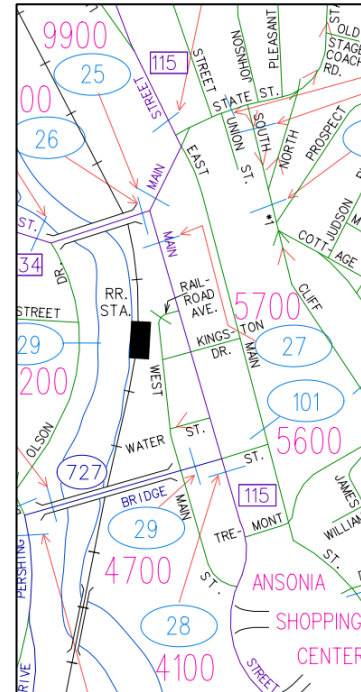 9900
115
STREET
JOHNSON
PLEASANT
ST
OLD
STAGE
COACH
RD.
25
STATE ST.
00
26
STREET
UNION
ST.
SOUTH
NORTH
PROSPECT
EAST
MAIN
MAIN
*1
JUDSON
COTTAGE
ST.
34
DR.
RR.
STA.
RAIL-
ROAD
AVE.
5700
CLIFF
STREET
KINGS-TON
DR.
MAIN
27
29
200
WEST
101
5600
OLSON
WATER ST.
ST.
727
BRIDGE
115
JAMES
MAIN
29
TRE-MONT
WILLIAM
4700
ST.
PERSHING
ANSONIA
28
SHOPPING
4100
CENTER
STREET
RIVE